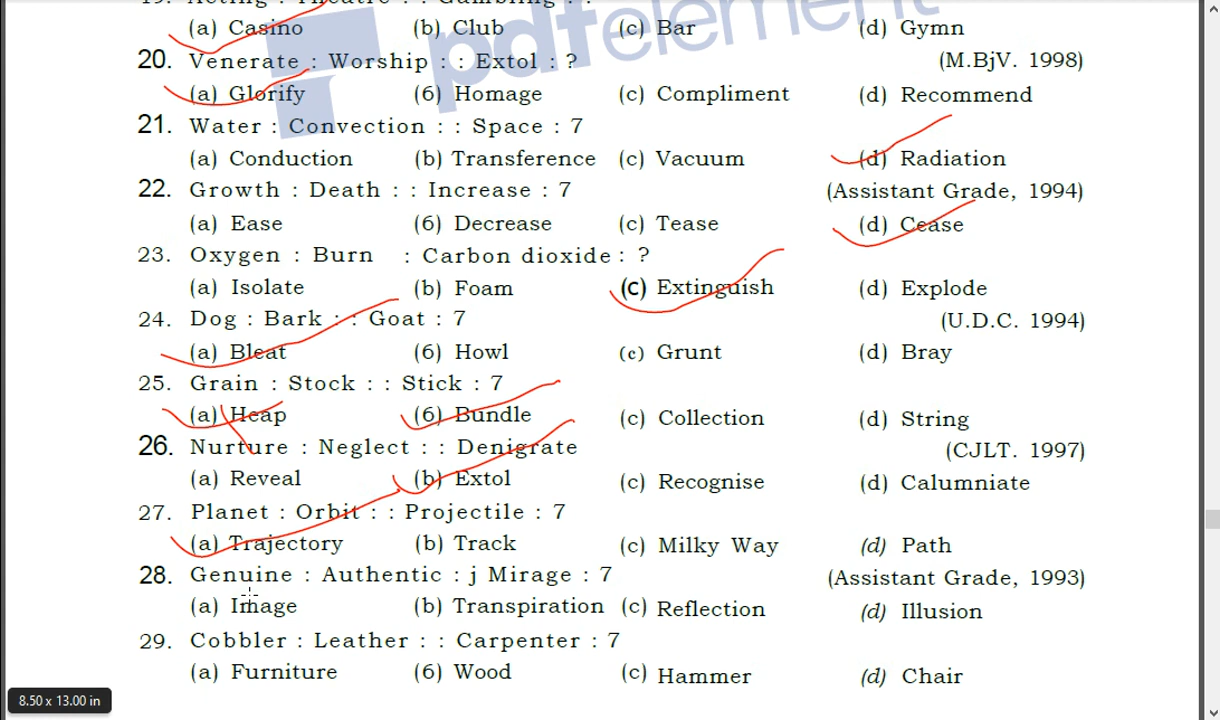 19. Acting : Theatre : : Gambling : ?
(a) Casino (b) Club (c) Bar (d) Gymn
20. Venerate : Worship : : Extol : ? (M.BjV. 1998)
(a) Glorify (6) Homage (c) Compliment (d) Recommend
21. Water : Convection : : Space : 7
(a) Conduction (b) Transference (c) Vacuum (d) Radiation
22. Growth : Death : : Increase : 7 (Assistant Grade, 1994)
(a) Ease (6) Decrease (c) Tease (d) Cease
23. Oxygen : Burn : Carbon dioxide : ?
(a) Isolate (b) Foam (c) Extinguish (d) Explode
24. Dog : Bark : : Goat : 7 (U.D.C. 1994)
(a) Bleat (6) Howl (c) Grunt (d) Bray
25. Grain : Stock : : Stick : 7
(a) Heap (6) Bundle (c) Collection (d) String
26. Nurture : Neglect : : Denigrate (CJLT. 1997)
(a) Reveal (b) Extol (c) Recognise (d) Calumniate
27. Planet : Orbit : : Projectile : 7
(a) Trajectory (b) Track (c) Milky Way (d) Path
28. Genuine : Authentic : j Mirage : 7 (Assistant Grade, 1993)
(a) Image (b) Transpiration (c) Reflection (d) Illusion
29. Cobbler : Leather : : Carpenter : 7
(a) Furniture (6) Wood (c) Hammer (d) Chair
8.50 x 13.00 in
pdfelement